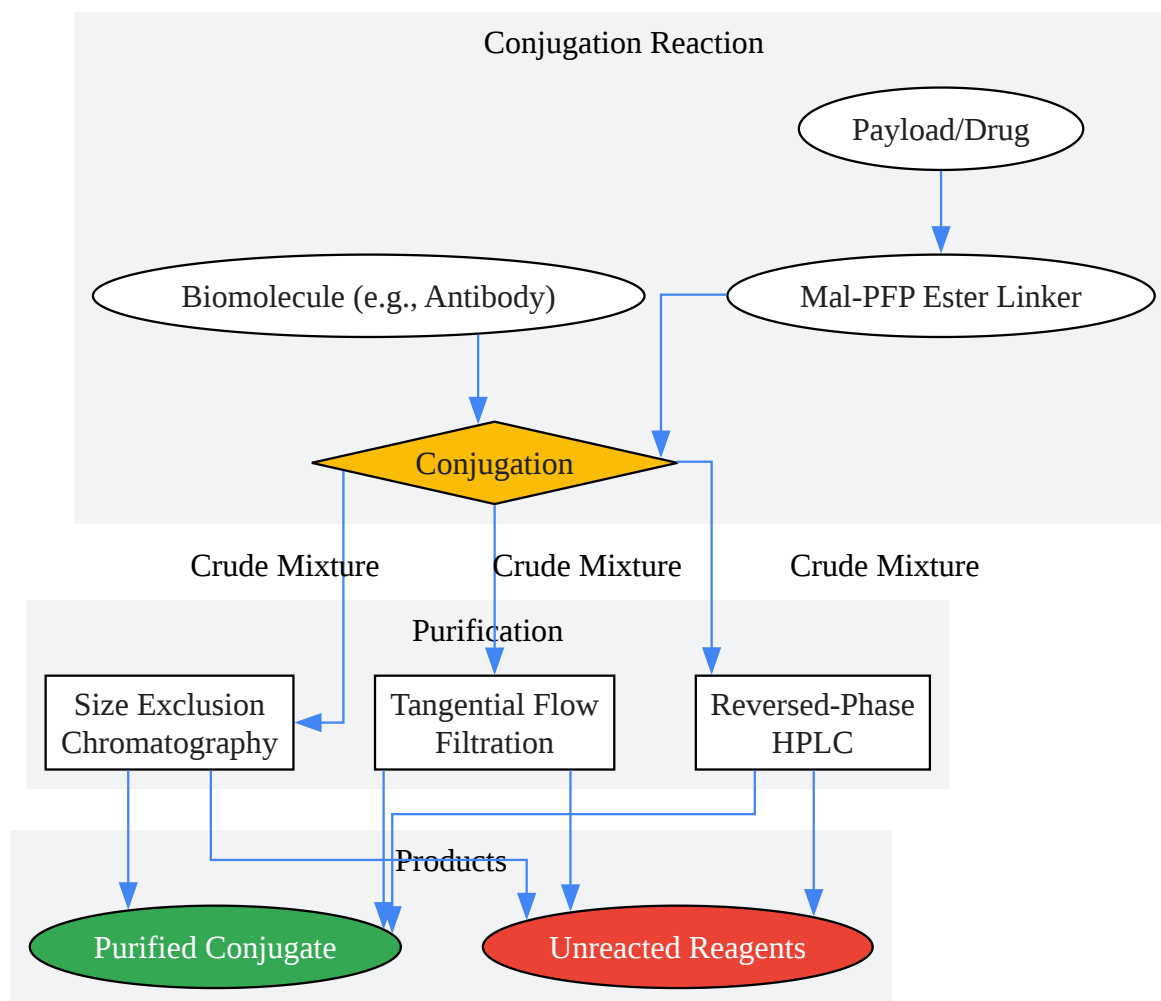 Conjugation Reaction
Payload/Drug
Biomolecule (e.g., Antibody)
Mal-PFP Ester Linker
Conjugation
Crude Mixture
Crude Mixture
Crude Mixture
Purification
Size Exclusion
Chromatography
Tangential Flow
Filtration
Reversed-Phase
HPLC
Products
Purified Conjugate
Unreacted Reagents